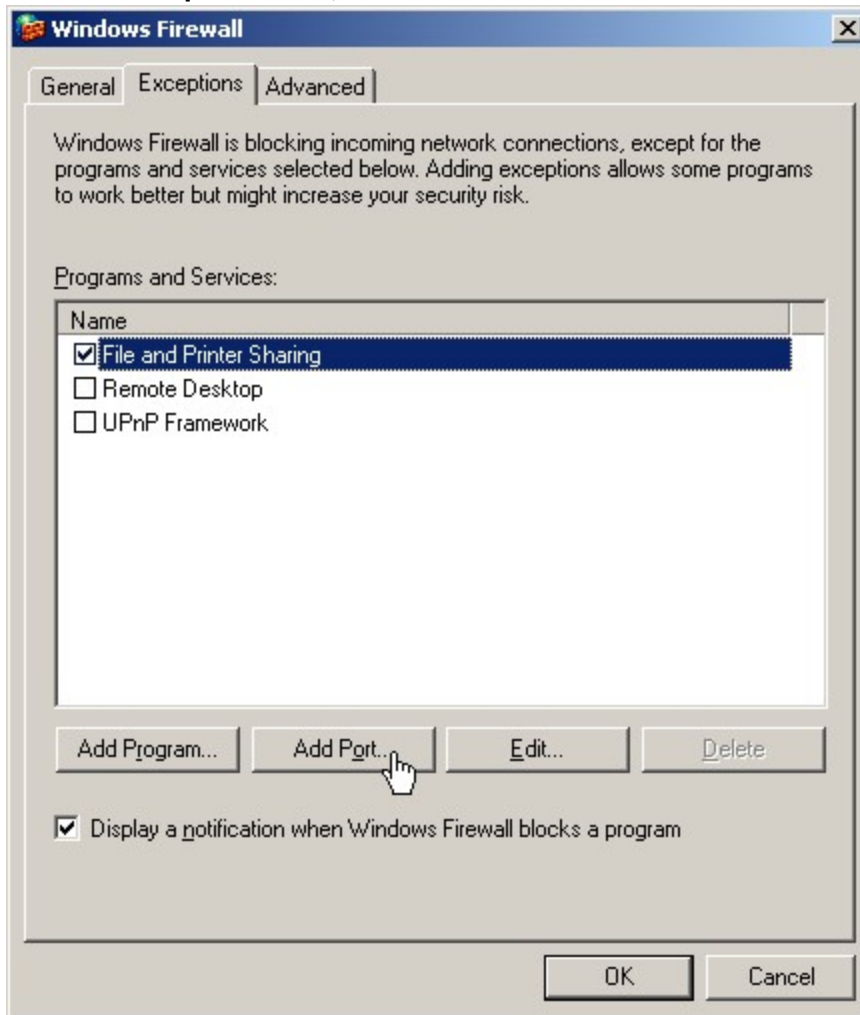 Windows Firewall
General Exceptions Advanced
Windows Firewall is blocking incoming network connections, except for the
programs and services selected below. Adding exceptions allows some programs
to work better but might increase your security risk.
Programs and Services:
Name
File and Printer Sharing
Remote Desktop
UPnP Framework
Add Program... Add Port... Edit... Delete
Display a notification when Windows Firewall blocks a program
OK Cancel